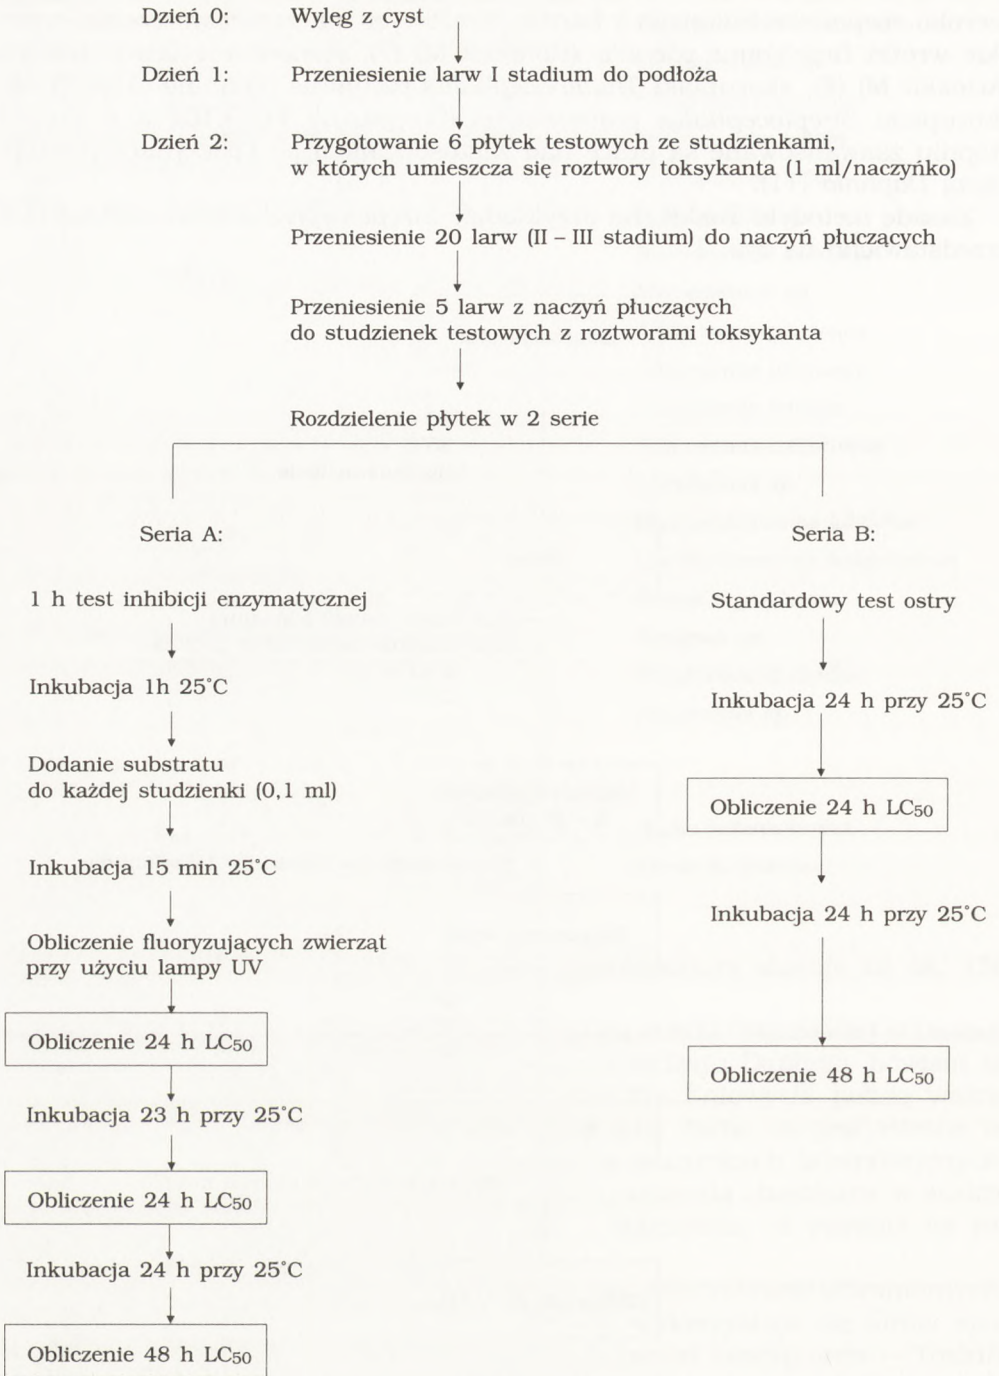 Dzień 0: Wylęg z cyst
Dzień 1: Przeniesienie larw I stadium do podłoża
Dzień 2: Przygotowanie 6 płytek testowych ze studzienkami,
w których umieszcza się roztwory toksykanta (1 ml/naczyńko)
Przeniesienie 20 larw (II – III stadium) do naczyń płuczących
Przeniesienie 5 larw z naczyń płuczących
do studzienek testowych z roztworami toksykanta
Rozdzielenie płytek w 2 serie
Seria A:
1 h test inhibicji enzymatycznej
Inkubacja 1h 25°C
Dodanie substratu
do każdej studzienki (0,1 ml)
Inkubacja 15 min 25°C
Obliczenie fluoryzujących zwierząt
przy użyciu lampy UV
Obliczenie 24 h LC50
Inkubacja 23 h przy 25°C
Obliczenie 24 h LC50
Inkubacja 24 h przy 25°C
Obliczenie 48 h LC50
Seria B:
Standardowy test ostry
Inkubacja 24 h przy 25°C
Obliczenie 24 h LC50
Inkubacja 24 h przy 25°C
Obliczenie 48 h LC50